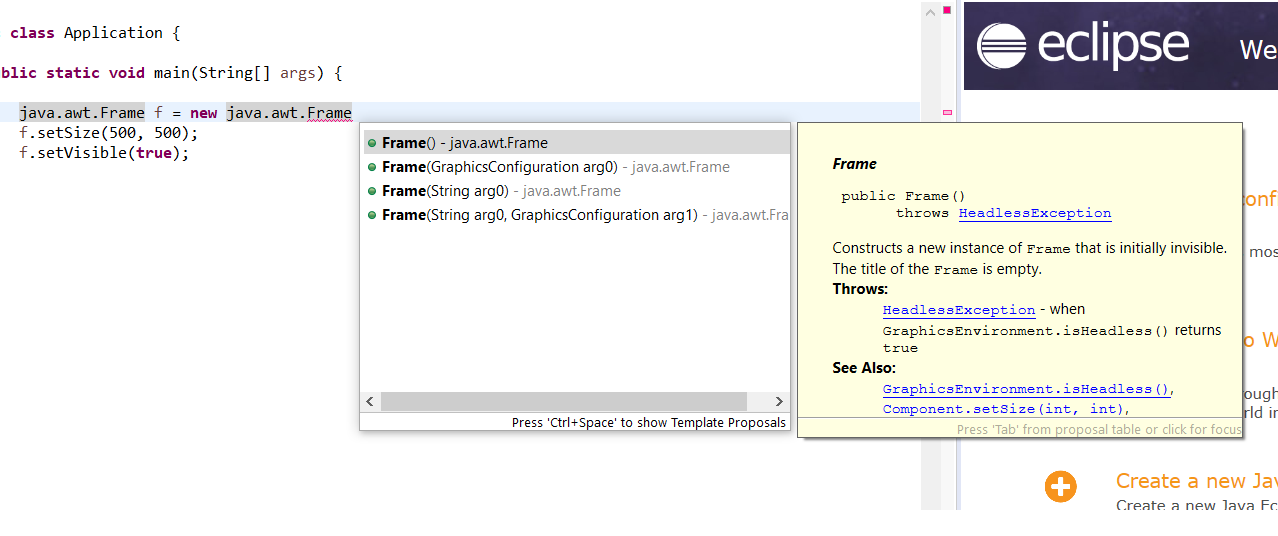 class Application {
blic static void main(String[] args) {
java.awt.Frame f = new java.awt.Frame
f.setSize(500, 500);
f.setVisible(true);
Frame() - java.awt.Frame
Frame(GraphicsConfiguration arg0) - java.awt.Frame
Frame(String arg0) - java.awt.Frame
Frame(String arg0, GraphicsConfiguration arg1) - java.awt.Fra
Press 'Ctrl+Space' to show Template Proposals
Frame
public Frame()
throws HeadlessException
Constructs a new instance of Frame that is initially invisible.
The title of the Frame is empty.
Throws:
HeadlessException - when
GraphicsEnvironment.isHeadless() returns
true
See Also:
GraphicsEnvironment.isHeadless(),
Component.setSize(int, int),
Press 'Tab' from proposal table or click for focus
eclipse
We
conf
mos
o W
ough
rld in
Create a new Jav
Create a new Java Ec